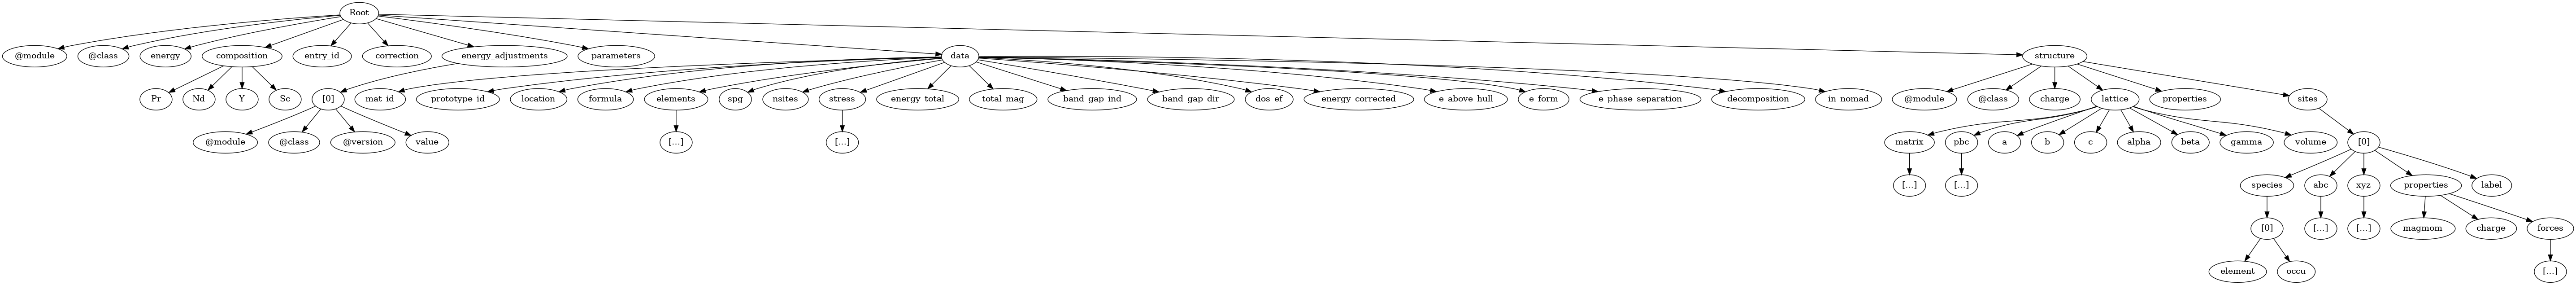 Root
@module @class energy composition entry_id correction energy_adjustments parameters data structure
Pr Nd Y Sc [0] mat_id prototype_id location formula elements spg nsites stress energy_total total_mag band_gap_ind band_gap_dir dos_ef energy_corrected e_above_hull e_form e_phase_separation decomposition in_nomad @module @class charge lattice properties sites
@module @class @version value [...] [...] matrix pbc a b c alpha beta gamma volume [0]
[...] [...] species abc xyz properties label
[0] [...] [...] magmom charge forces
element occu [...]